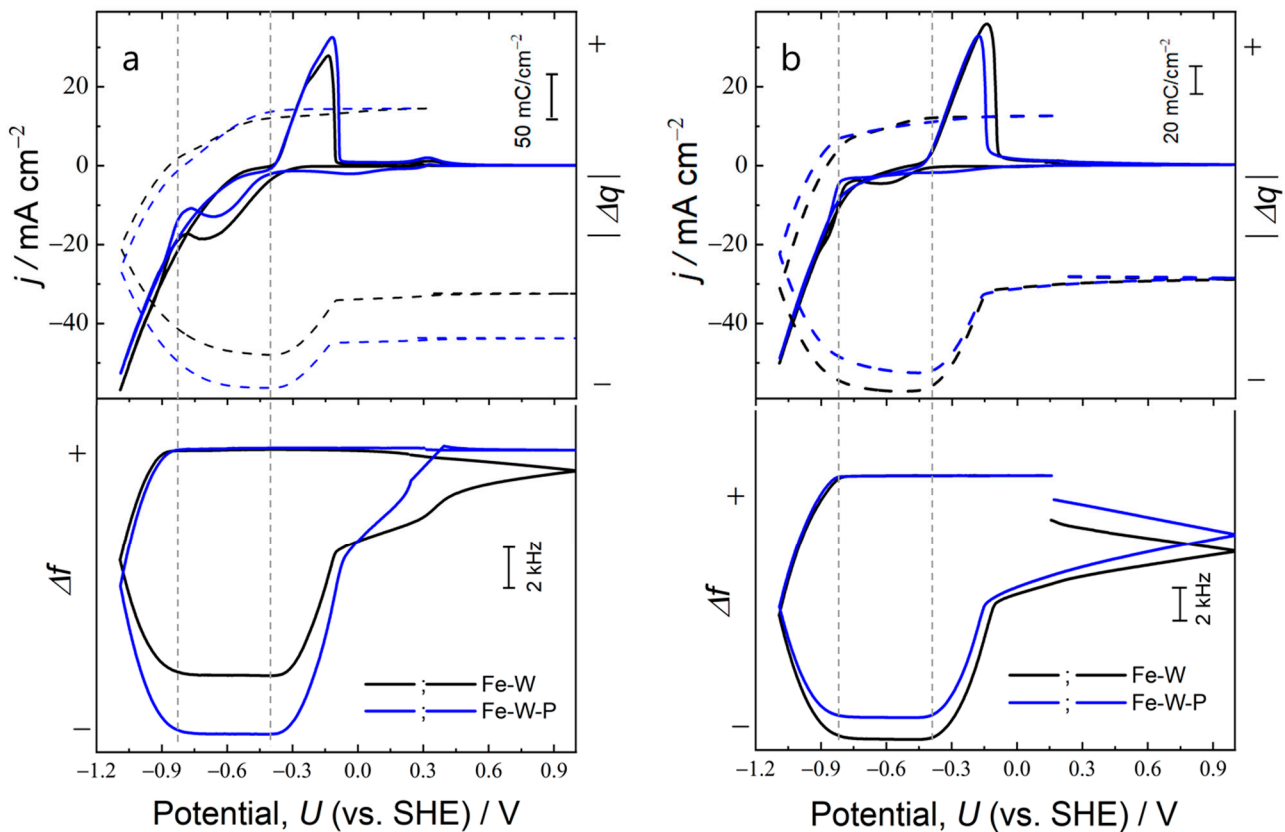 a
j / mA cm⁻²
20
0
−20
−40
50 mC/cm⁻²
+
|Δq|
−
+
Δf
−
2 kHz
; Fe-W
; Fe-W-P
−1.2 −0.9 −0.6 −0.3 0.0 0.3 0.6 0.9
Potential, U (vs. SHE) / V
b
j / mA cm⁻²
20
0
−20
−40
20 mC/cm⁻²
+
|Δq|
−
+
Δf
−
2 kHz
; Fe-W
; Fe-W-P
−1.2 −0.9 −0.6 −0.3 0.0 0.3 0.6 0.9
Potential, U (vs. SHE) / V